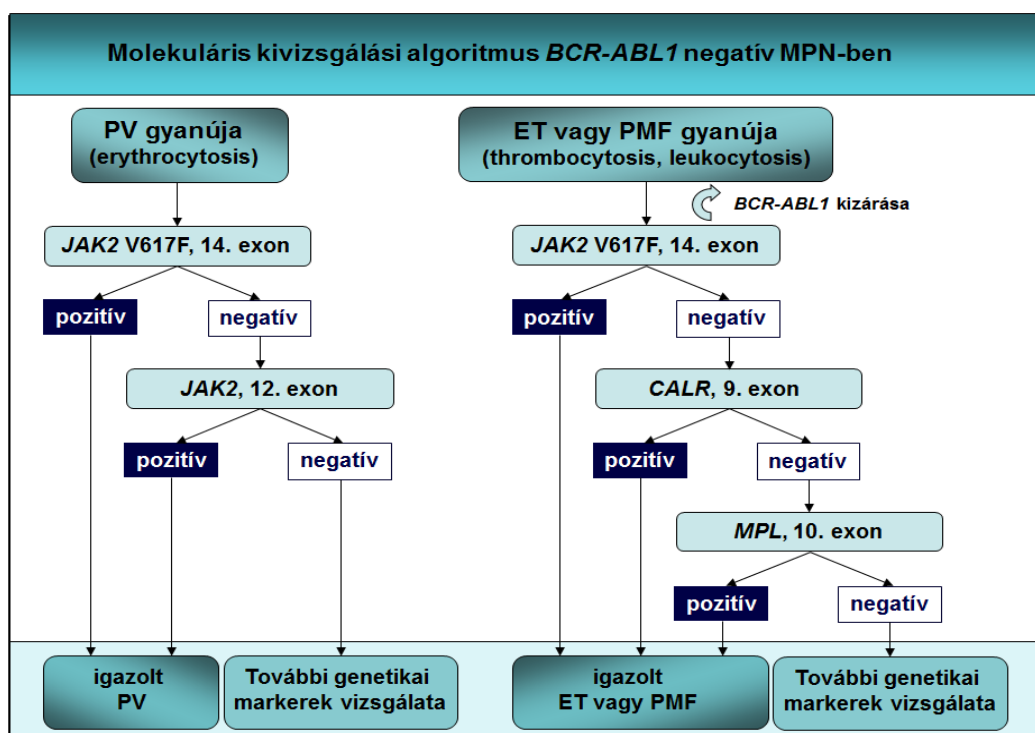 Molekuláris kivizsgálási algoritmus BCR-ABL1 negatív MPN-ben
PV gyanúja
(erythrocytosis)
JAK2 V617F, 14. exon
pozitív
negatív
JAK2, 12. exon
pozitív
negatív
igazolt
PV
További genetikai
markerek vizsgálata
ET vagy PMF gyanúja
(thrombocytosis, leukocytosis)
BCR-ABL1 kizárása
JAK2 V617F, 14. exon
pozitív
negatív
CALR, 9. exon
pozitív
negatív
MPL, 10. exon
pozitív
negatív
igazolt
ET vagy PMF
További genetikai
markerek vizsgálata